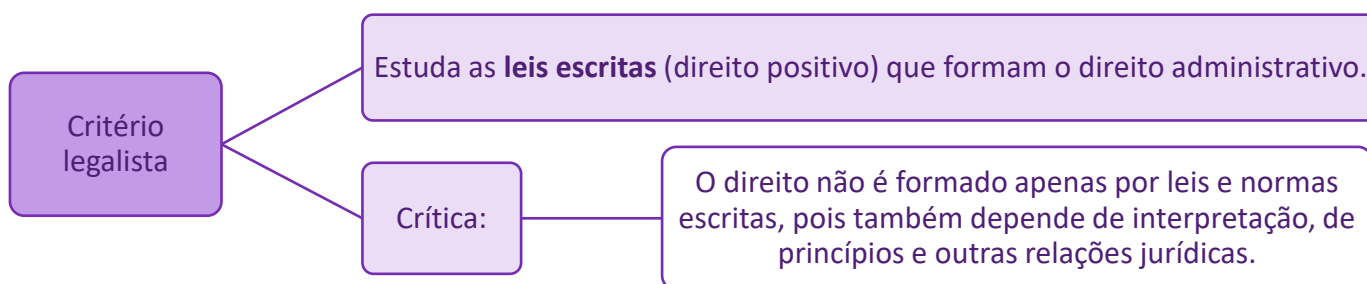 Critério
legalista
Estuda as leis escritas (direito positivo) que formam o direito administrativo.
Crítica:
O direito não é formado apenas por leis e normas
escritas, pois também depende de interpretação, de
princípios e outras relações jurídicas.